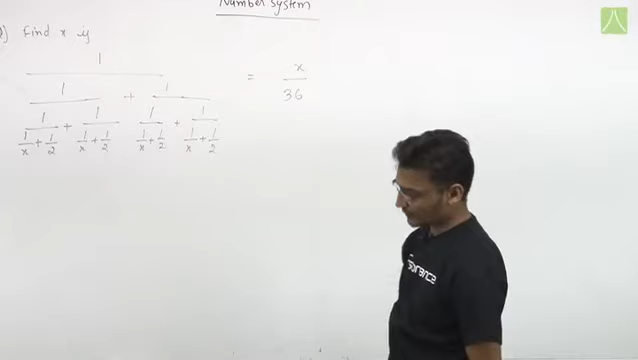 Number System
Find x if
1
1 + 1 = x/36
1 + 1 1 + 1
1/x + 1/2 1/x + 1/2 1/x + 1/2 1/x + 1/2